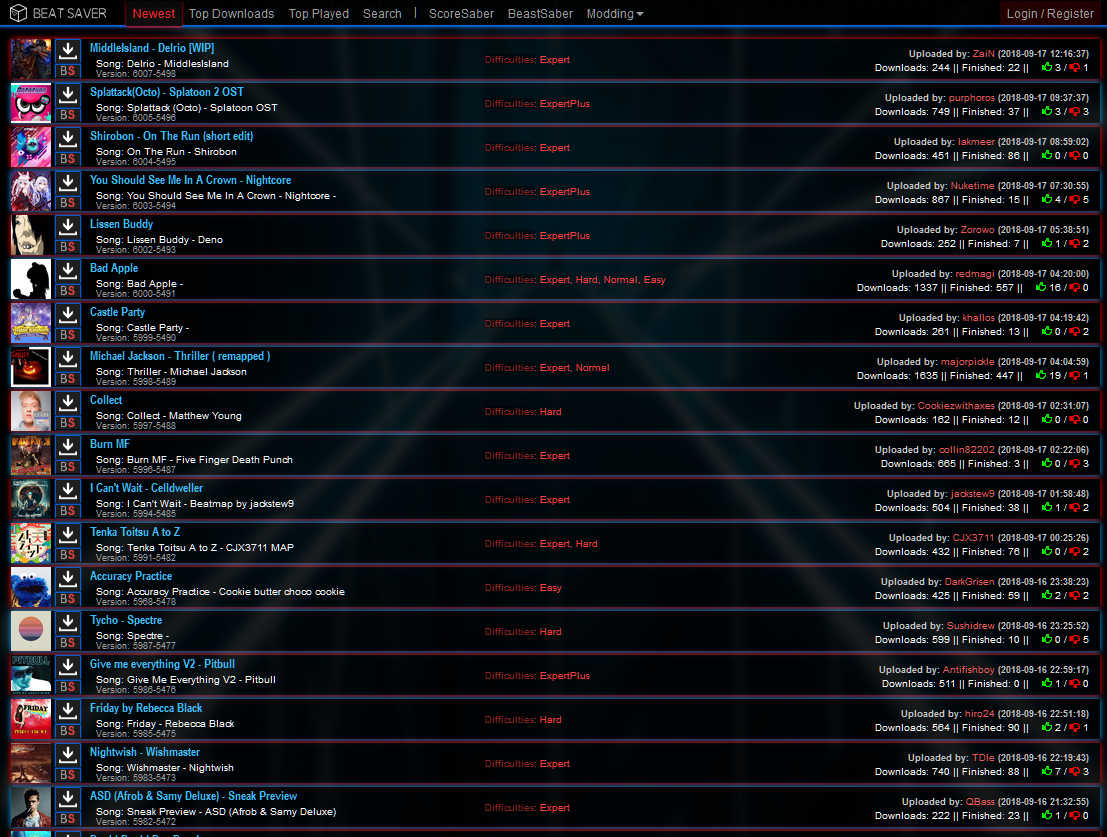 BEAT SAVER Newest Top Downloads Top Played Search | ScoreSaber BeastSaber Modding Login / Register
MiddleIsland - Delrio [WIP]
Song: Delrio - MiddlesIsland
Version: 6007-5498
BS
Difficulties: Expert
Uploaded by: ZaiN (2018-09-17 12:16:37)
Downloads: 244 || Finished: 22 || 3 / 1
Splattack(Octo) - Splatoon 2 OST
Song: Splattack (Octo) - Splatoon OST
Version: 6005-5496
BS
Difficulties: ExpertPlus
Uploaded by: purphoros (2018-09-17 09:37:37)
Downloads: 749 || Finished: 37 || 3 / 3
Shirobon - On The Run (short edit)
Song: On The Run - Shirobon
Version: 6004-5495
BS
Difficulties: Expert
Uploaded by: lakmeer (2018-09-17 08:59:02)
Downloads: 451 || Finished: 86 || 0 / 0
You Should See Me In A Crown - Nightcore
Song: You Should See Me In A Crown - Nightcore -
Version: 6003-5494
BS
Difficulties: ExpertPlus
Uploaded by: Nuketime (2018-09-17 07:30:55)
Downloads: 867 || Finished: 15 || 4 / 5
Lissen Buddy
Song: Lissen Buddy - Deno
Version: 6002-5493
BS
Difficulties: ExpertPlus
Uploaded by: Zorowo (2018-09-17 05:38:51)
Downloads: 252 || Finished: 7 || 1 / 2
Bad Apple
Song: Bad Apple -
Version: 6000-5491
BS
Difficulties: Expert, Hard, Normal, Easy
Uploaded by: redmagi (2018-09-17 04:20:00)
Downloads: 1337 || Finished: 557 || 16 / 0
Castle Party
Song: Castle Party -
Version: 5999-5490
BS
Difficulties: Expert
Uploaded by: khallos (2018-09-17 04:19:42)
Downloads: 261 || Finished: 13 || 0 / 2
Michael Jackson - Thriller ( remapped )
Song: Thriller - Michael Jackson
Version: 5998-5489
BS
Difficulties: Expert, Normal
Uploaded by: majorpickle (2018-09-17 04:04:59)
Downloads: 1635 || Finished: 447 || 19 / 1
Collect
Song: Collect - Matthew Young
Version: 5997-5488
BS
Difficulties: Hard
Uploaded by: Cookiezwithaxes (2018-09-17 02:31:07)
Downloads: 162 || Finished: 12 || 0 / 0
Burn MF
Song: Burn MF - Five Finger Death Punch
Version: 5996-5487
BS
Difficulties: Expert
Uploaded by: collin82202 (2018-09-17 02:22:06)
Downloads: 665 || Finished: 3 || 0 / 3
I Can't Wait - Celldweller
Song: I Can't Wait - Beatmap by jackstew9
Version: 5994-5485
BS
Difficulties: Expert
Uploaded by: jackstew9 (2018-09-17 01:58:48)
Downloads: 504 || Finished: 38 || 1 / 2
Tenka Toitsu A to Z
Song: Tenka Toitsu A to Z - CJX3711 MAP
Version: 5991-5482
BS
Difficulties: Expert, Hard
Uploaded by: CJX3711 (2018-09-17 00:25:26)
Downloads: 432 || Finished: 76 || 0 / 2
Accuracy Practice
Song: Accuracy Practice - Cookie butter choco cookie
Version: 5968-5478
BS
Difficulties: Easy
Uploaded by: DarkGrisen (2018-09-16 23:38:23)
Downloads: 425 || Finished: 59 || 2 / 2
Tycho - Spectre
Song: Spectre -
Version: 5987-5477
BS
Difficulties: Hard
Uploaded by: Sushidrew (2018-09-16 23:25:52)
Downloads: 599 || Finished: 10 || 0 / 5
PITBULL
Give me everything V2 - Pitbull
Song: Give Me Everything V2 - Pitbull
Version: 5986-5476
BS
Difficulties: ExpertPlus
Uploaded by: Antifishboy (2018-09-16 22:59:17)
Downloads: 511 || Finished: 0 || 1 / 0
FRIDAY
Friday by Rebecca Black
Song: Friday - Rebecca Black
Version: 5985-5475
BS
Difficulties: Hard
Uploaded by: hiro24 (2018-09-16 22:51:18)
Downloads: 564 || Finished: 90 || 2 / 1
Nightwish - Wishmaster
Song: Wishmaster - Nightwish
Version: 5983-5473
BS
Difficulties: Expert
Uploaded by: TDie (2018-09-16 22:19:43)
Downloads: 740 || Finished: 88 || 7 / 3
ASD (Afrob & Samy Deluxe) - Sneak Preview
Song: Sneak Preview - ASD (Afrob & Samy Deluxe)
Version: 5982-5472
BS
Difficulties: Expert
Uploaded by: QBass (2018-09-16 21:32:55)
Downloads: 222 || Finished: 23 || 1 / 0